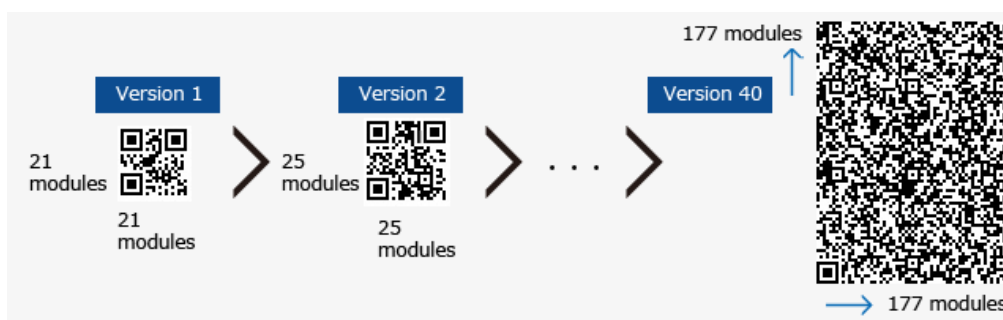 177 modules
Version 1
Version 2
Version 40
21
modules
25
modules
. . .
21
modules
25
modules
177 modules